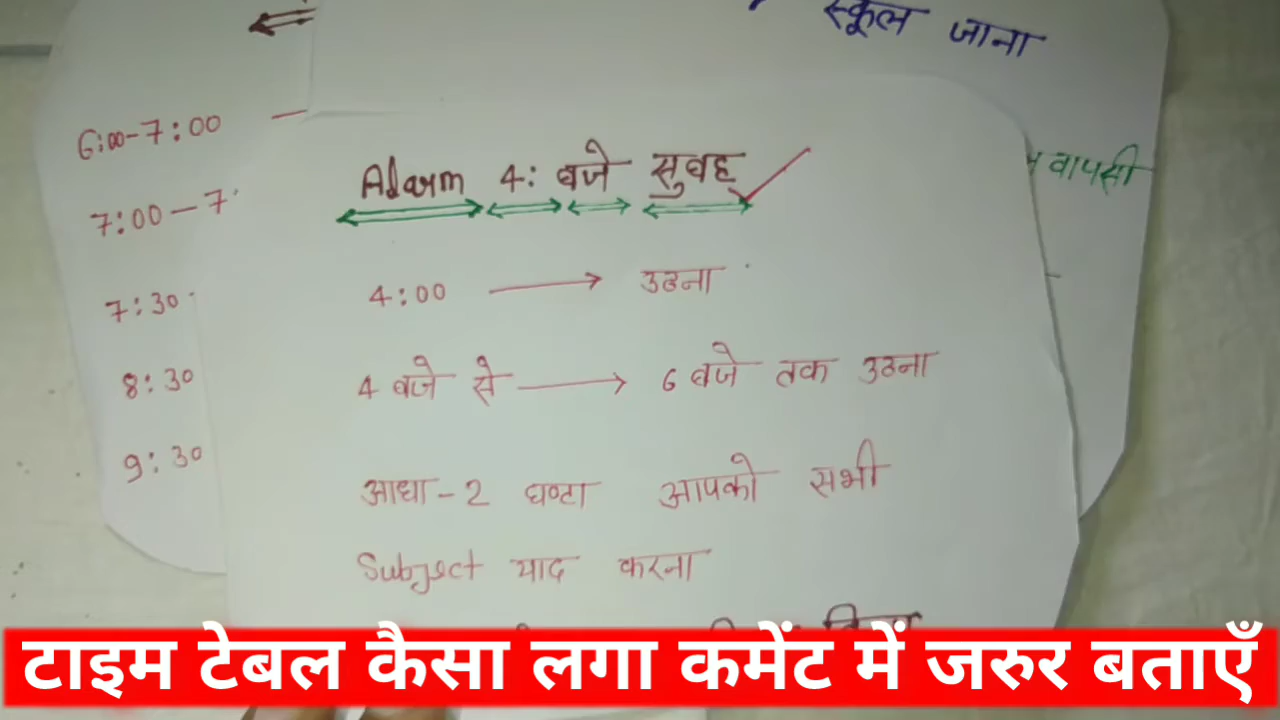 स्कूल जाना
वापसी
6:00-7:00
7:00-7
7:30
8:30
9:30
Alarm 4: बजे सुबह
4:00 → उठना
4 बजे से → 6 बजे तक उठना
आधा-2 घण्टा आपको सभी
Subject याद करना
टाइम टेबल कैसा लगा कमेंट में जरुर बताएँ